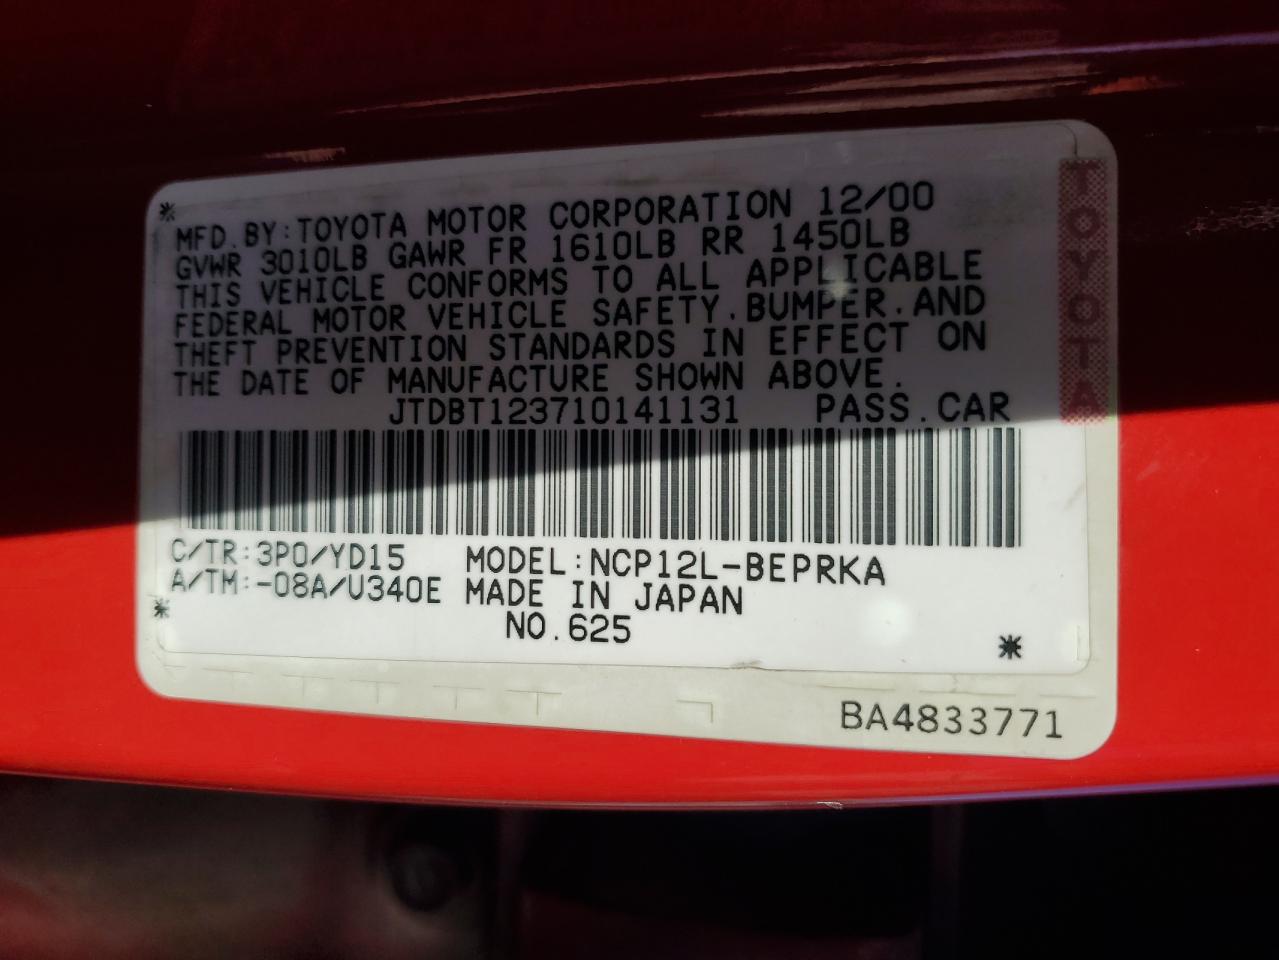 MFD.BY:TOYOTA MOTOR CORPORATION 12/00
GVWR 3010LB GAWR FR 1610LB RR 1450LB
THIS VEHICLE CONFORMS TO ALL APPLICABLE
FEDERAL MOTOR VEHICLE SAFETY.BUMPER.AND
THEFT PREVENTION STANDARDS IN EFFECT ON
THE DATE OF MANUFACTURE SHOWN ABOVE.
JTDBT123710141131 PASS.CAR
C/TR:3P0/YD15 MODEL:NCP12L-BEPRKA
A/TM:-08A/U340E MADE IN JAPAN
NO.625
BA4833771
TOYOTA